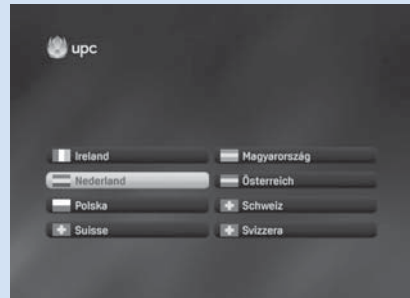 upc
Ireland
Magyarország
Nederland
Österreich
Polska
Schweiz
Suisse
Svizzera